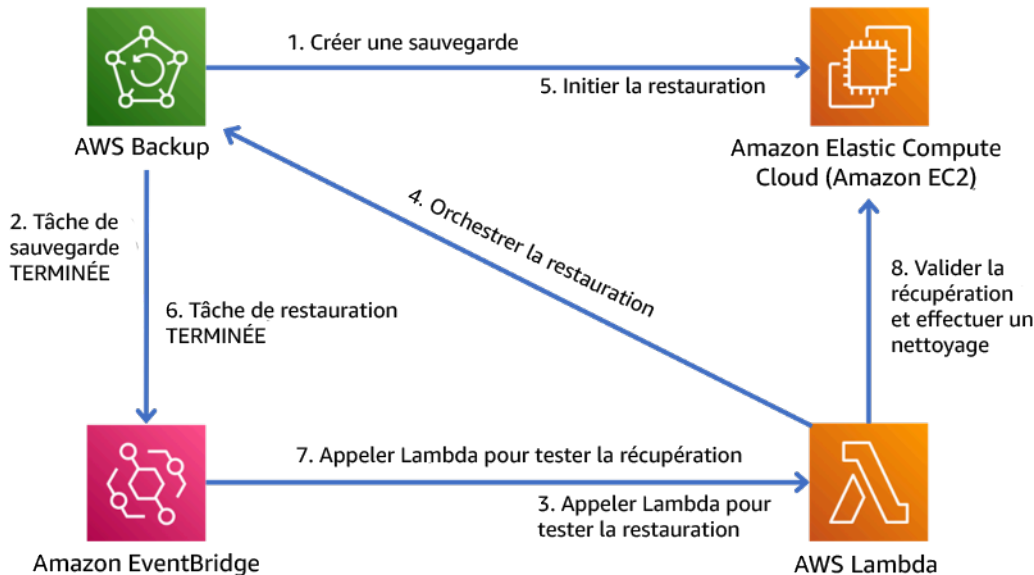 1. Créer une sauvegarde
5. Initier la restauration
AWS Backup
Amazon Elastic Compute
Cloud (Amazon EC2)
4. Orchestrer la restauration
2. Tâche de
sauvegarde
TERMINÉE
6. Tâche de restauration
TERMINÉE
8. Valider la
récupération
et effectuer un
nettoyage
7. Appeler Lambda pour tester la récupération
3. Appeler Lambda pour
tester la restauration
Amazon EventBridge
AWS Lambda